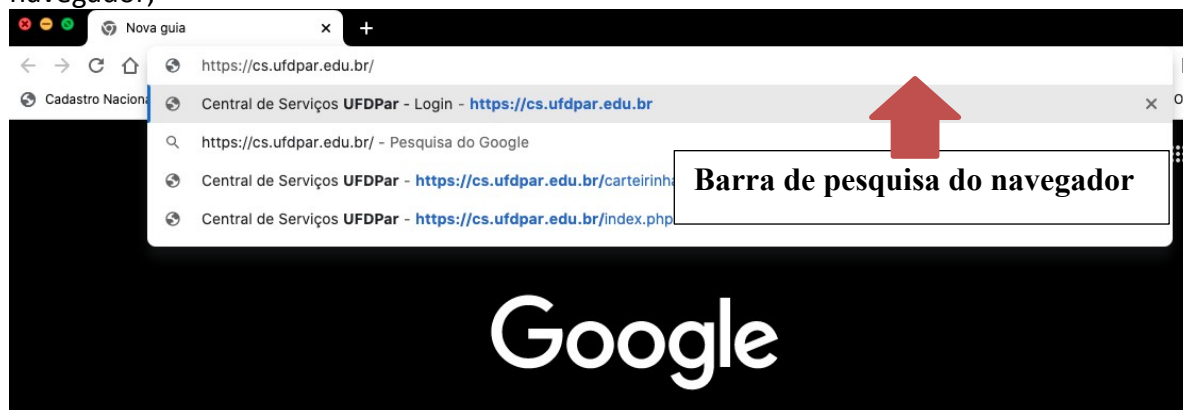 navegador)
Nova guia
https://cs.ufdpar.edu.br/
Cadastro Naciona
Central de Serviços UFDPar - Login - https://cs.ufdpar.edu.br
https://cs.ufdpar.edu.br/ - Pesquisa do Google
Central de Serviços UFDPar - https://cs.ufdpar.edu.br/carteirinha
Barra de pesquisa do navegador
Central de Serviços UFDPar - https://cs.ufdpar.edu.br/index.php
Google